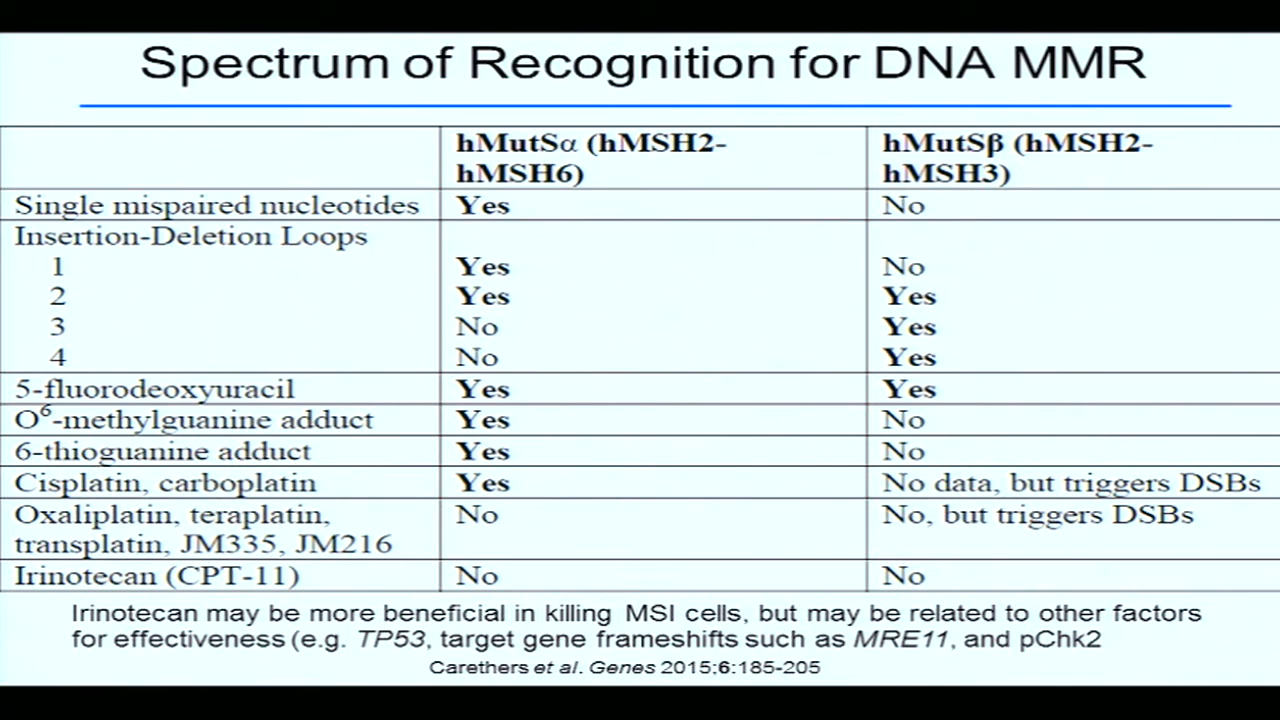 Spectrum of Recognition for DNA MMR
hMutSα (hMSH2-
hMSH6)
hMutSβ (hMSH2-
hMSH3)
Single mispaired nucleotides Yes No
Insertion-Deletion Loops
1 Yes No
2 Yes Yes
3 No Yes
4 No Yes
5-fluorodeoxyuracil Yes Yes
O⁶-methylguanine adduct Yes No
6-thioguanine adduct Yes No
Cisplatin, carboplatin Yes No data, but triggers DSBs
Oxaliplatin, teraplatin, No No, but triggers DSBs
transplatin, JM335, JM216
Irinotecan (CPT-11) No No
Irinotecan may be more beneficial in killing MSI cells, but may be related to other factors
for effectiveness (e.g. TP53, target gene frameshifts such as MRE11, and pChk2
Carethers et al. Genes 2015;6:185-205